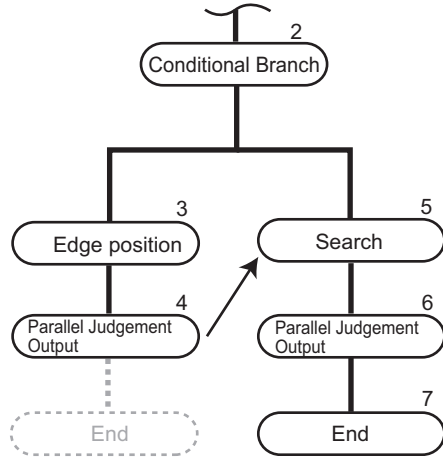 2
Conditional Branch
3
Edge position
4
Parallel Judgement
Output
End
5
Search
6
Parallel Judgement
Output
7
End